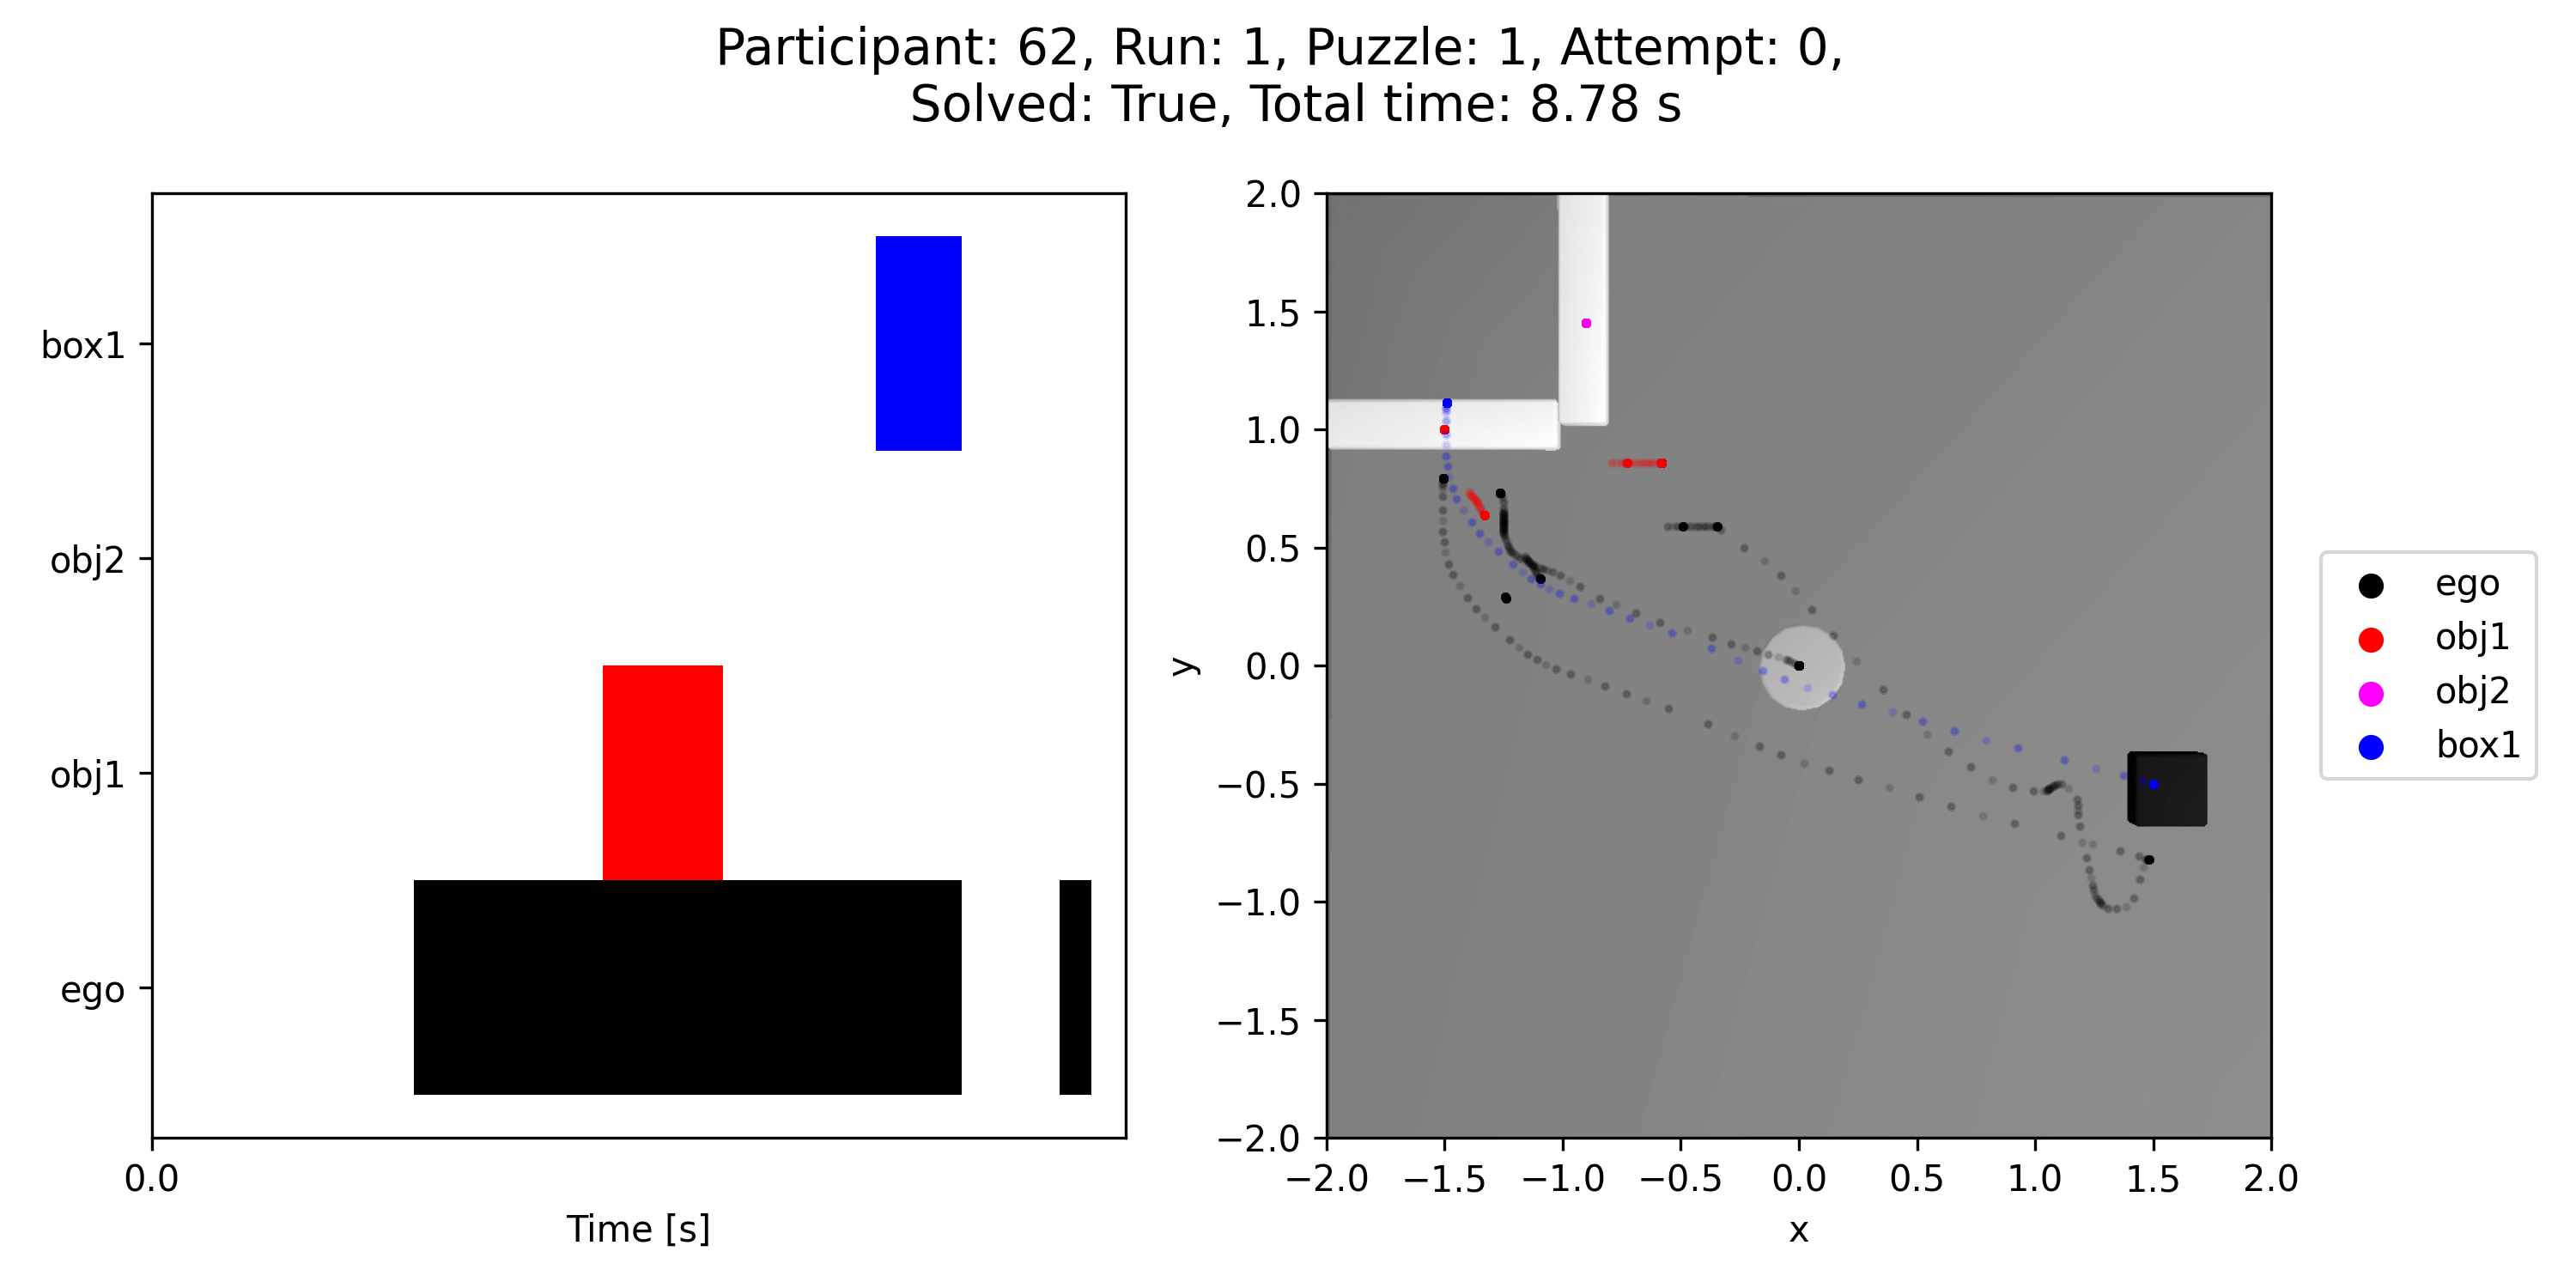 Participant: 62, Run: 1, Puzzle: 1, Attempt: 0,
Solved: True, Total time: 8.78 s
box1
obj2
obj1
ego
0.0
Time [s]
2.0
1.5
1.0
0.5
0.0
−0.5
−1.0
−1.5
−2.0
y
−2.0 −1.5 −1.0 −0.5 0.0 0.5 1.0 1.5 2.0
x
ego
obj1
obj2
box1